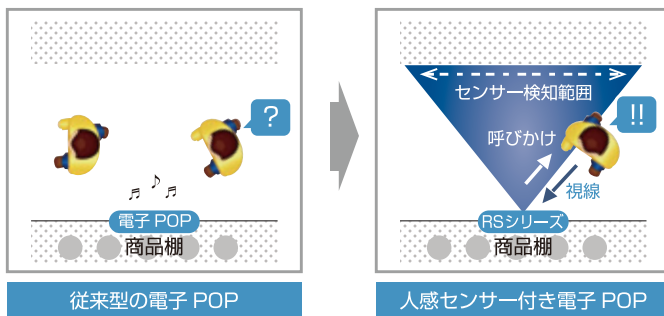 ?
電子 POP
商品棚
従来型の電子 POP
センサー検知範囲
!!
呼びかけ
視線
RSシリーズ
商品棚
人感センサー付き電子 POP